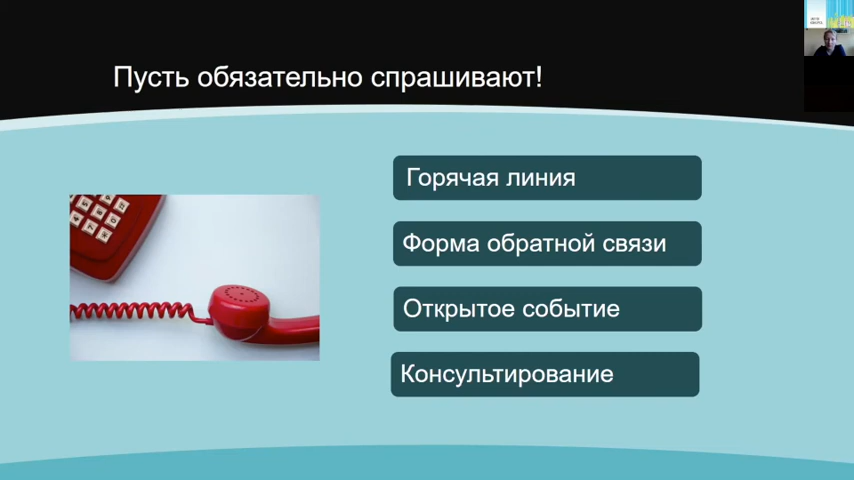 Пусть обязательно спрашивают!
Горячая линия
Форма обратной связи
Открытое событие
Консультирование